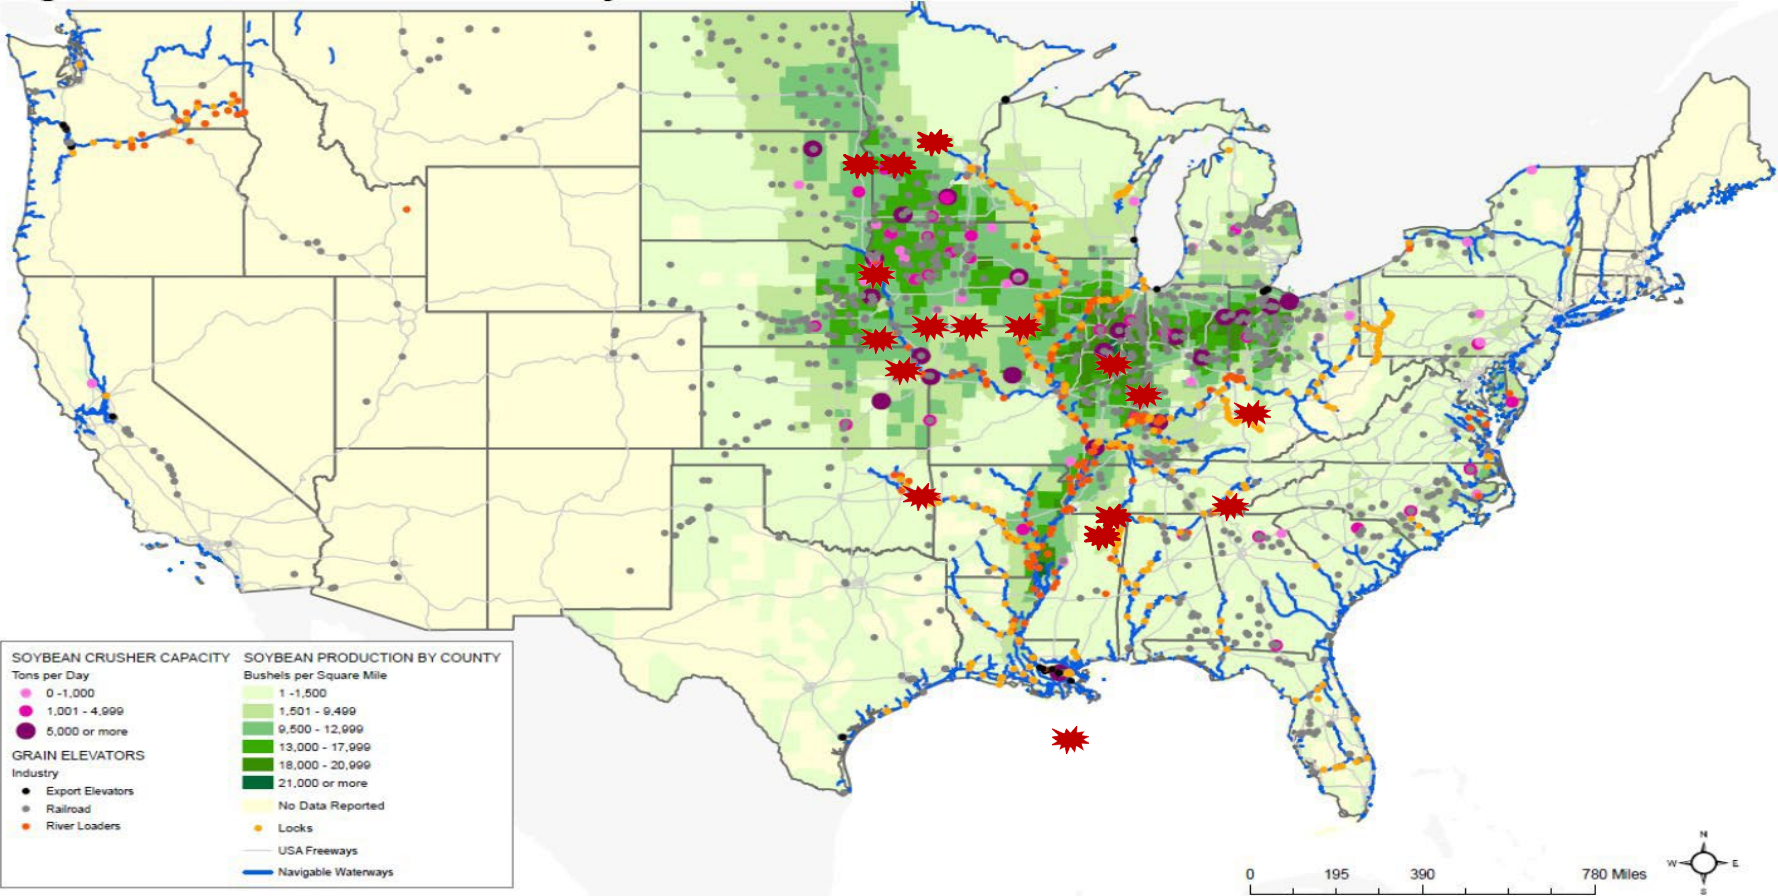 SOYBEAN CRUSHER CAPACITY
Tons per Day
0 -1,000
1,001 - 4,999
5,000 or more
GRAIN ELEVATORS
Industry
Export Elevators
Railroad
River Loaders
SOYBEAN PRODUCTION BY COUNTY
Bushels per Square Mile
1 -1,500
1,501 - 9,499
9,500 - 12,999
13,000 - 17,999
18,000 - 20,999
21,000 or more
No Data Reported
Locks
USA Freeways
Navigable Waterways
0 195 390 780 Miles
N
W E
S